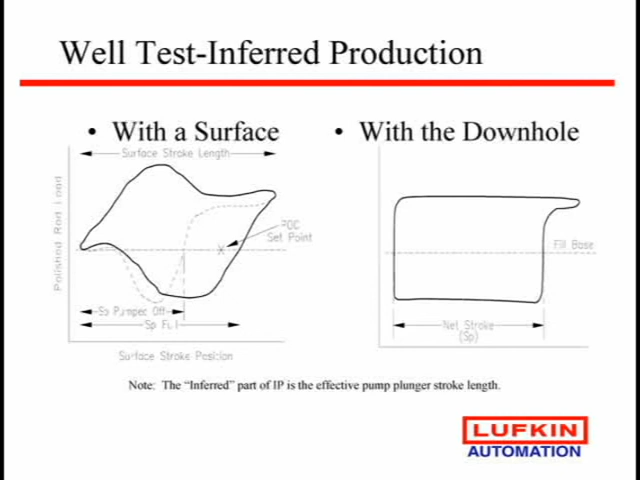 Well Test-Inferred Production
• With a Surface
• With the Downhole
Surface Stroke Length
Polished Rod Load
POC
Set Point
Sp Pumped Off
Sp Full
Surface Stroke Position
Fill Base
Net Stroke
(Sp)
Note: The "Inferred" part of IP is the effective pump plunger stroke length.
LUFKIN
AUTOMATION